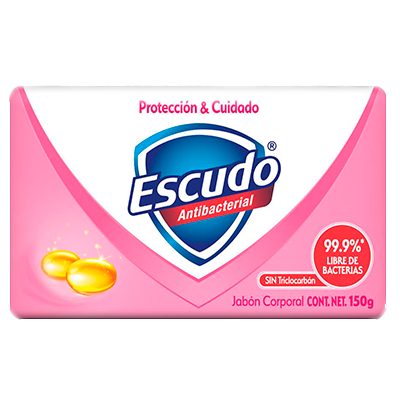 Protección & Cuidado
Escudo®
Antibacterial
99.9%*
LIBRE DE
BACTERIAS
SIN Triclocarbán
Jabón Corporal CONT. NET. 150g